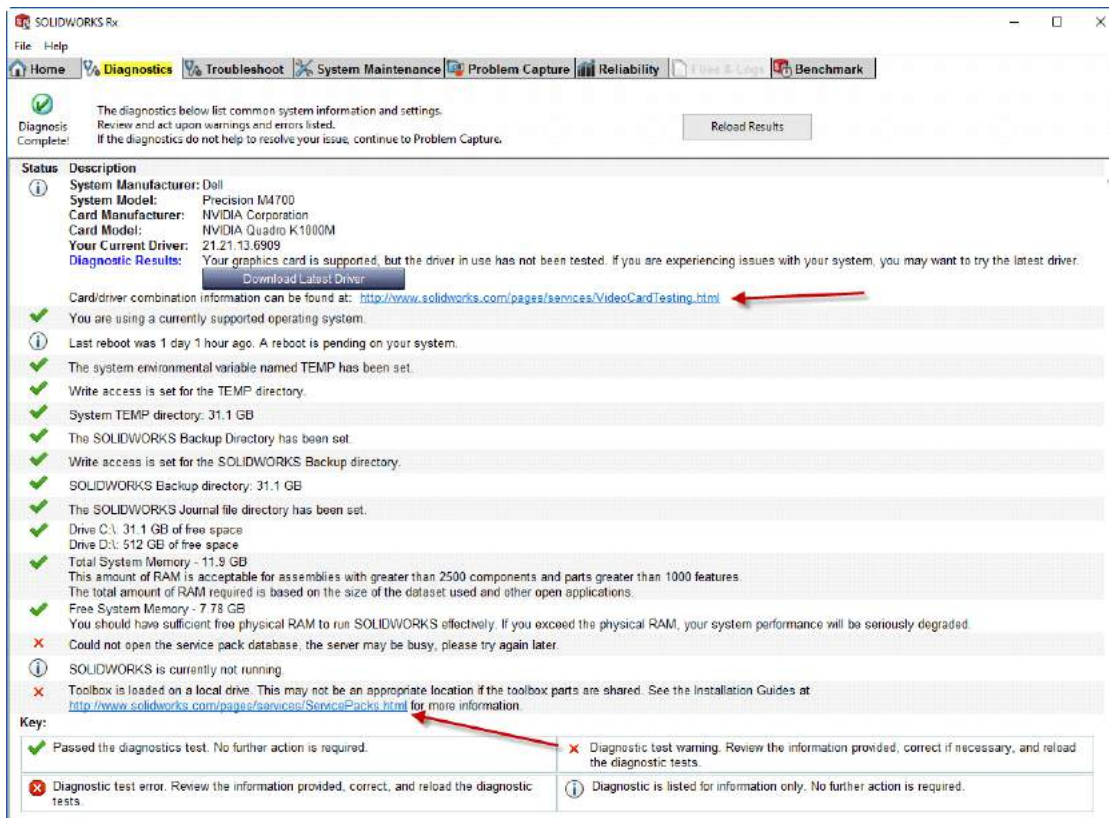 SOLIDWORKS Rx
File Help
Home Diagnostics Troubleshoot System Maintenance Problem Capture Reliability Files & Logs Benchmark
Diagnosis Complete!
The diagnostics below list common system information and settings.
Review and act upon warnings and errors listed.
If the diagnostics do not help to resolve your issue, continue to Problem Capture.
Reload Results
Status Description
System Manufacturer: Dell
System Model: Precision M4700
Card Manufacturer: NVIDIA Corporation
Card Model: NVIDIA Quadro K1000M
Your Current Driver: 21.21.13.6909
Diagnostic Results: Your graphics card is supported, but the driver in use has not been tested. If you are experiencing issues with your system, you may want to try the latest driver.
Download Latest Driver
Card/driver combination information can be found at: http://www.solidworks.com/pages/services/VideoCardTesting.html
You are using a currently supported operating system.
Last reboot was 1 day 1 hour ago. A reboot is pending on your system.
The system environmental variable named TEMP has been set.
Write access is set for the TEMP directory.
System TEMP directory: 31.1 GB
The SOLIDWORKS Backup Directory has been set.
Write access is set for the SOLIDWORKS Backup directory.
SOLIDWORKS Backup directory: 31.1 GB
The SOLIDWORKS Journal file directory has been set.
Drive C:\: 31.1 GB of free space
Drive D:\: 512 GB of free space
Total System Memory - 11.9 GB
This amount of RAM is acceptable for assemblies with greater than 2500 components and parts greater than 1000 features.
The total amount of RAM required is based on the size of the dataset used and other open applications.
Free System Memory - 7.78 GB
You should have sufficient free physical RAM to run SOLIDWORKS effectively. If you exceed the physical RAM, your system performance will be seriously degraded.
Could not open the service pack database, the server may be busy, please try again later.
SOLIDWORKS is currently not running.
Toolbox is loaded on a local drive. This may not be an appropriate location if the toolbox parts are shared. See the Installation Guides at
http://www.solidworks.com/pages/services/ServicePacks.html for more information.
Key:
Passed the diagnostics test. No further action is required.
Diagnostic test warning. Review the information provided, correct if necessary, and reload
the diagnostic tests.
Diagnostic test error. Review the information provided, correct, and reload the diagnostic
tests.
Diagnostic is listed for information only. No further action is required.